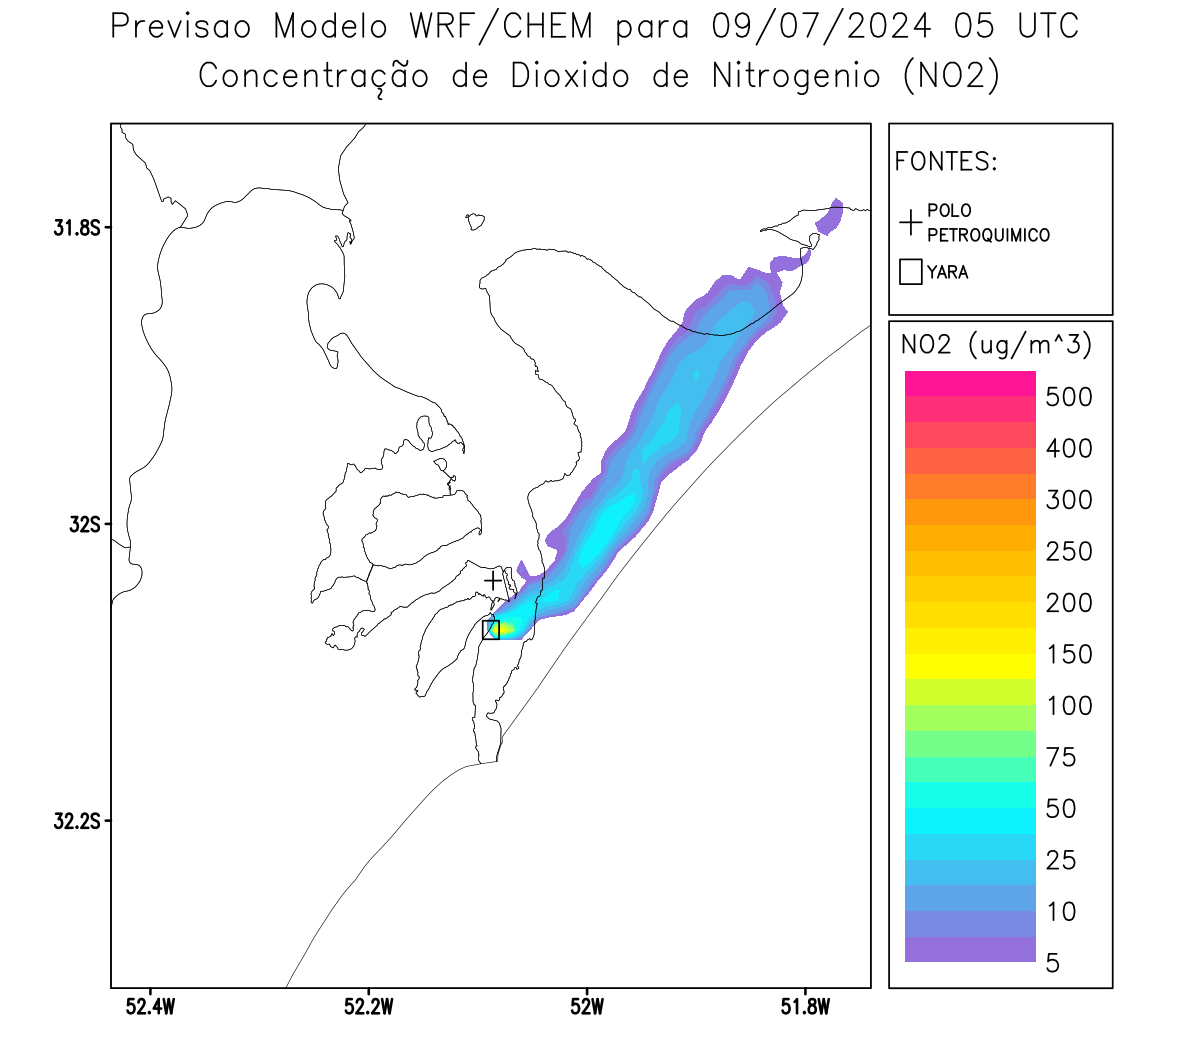 Previsao Modelo WRF/CHEM para 09/07/2024 05 UTC
Concentração de Dioxido de Nitrogenio (NO2)
FONTES:
POLO
PETROQUIMICO
YARA
NO2 (ug/m^3)
500
400
300
250
200
150
100
75
50
25
10
5
31.8S
32S
32.2S
52.4W
52.2W
52W
51.8W